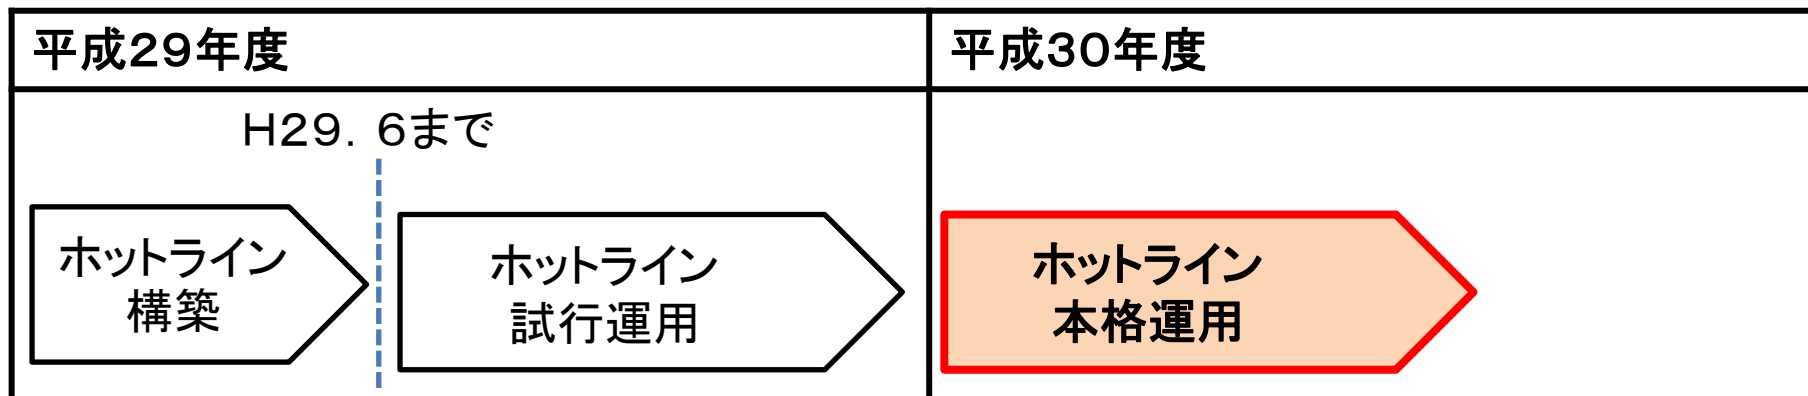 平成29年度
平成30年度
H29．6まで
ホットライン
構築
ホットライン
試行運用
ホットライン
本格運用